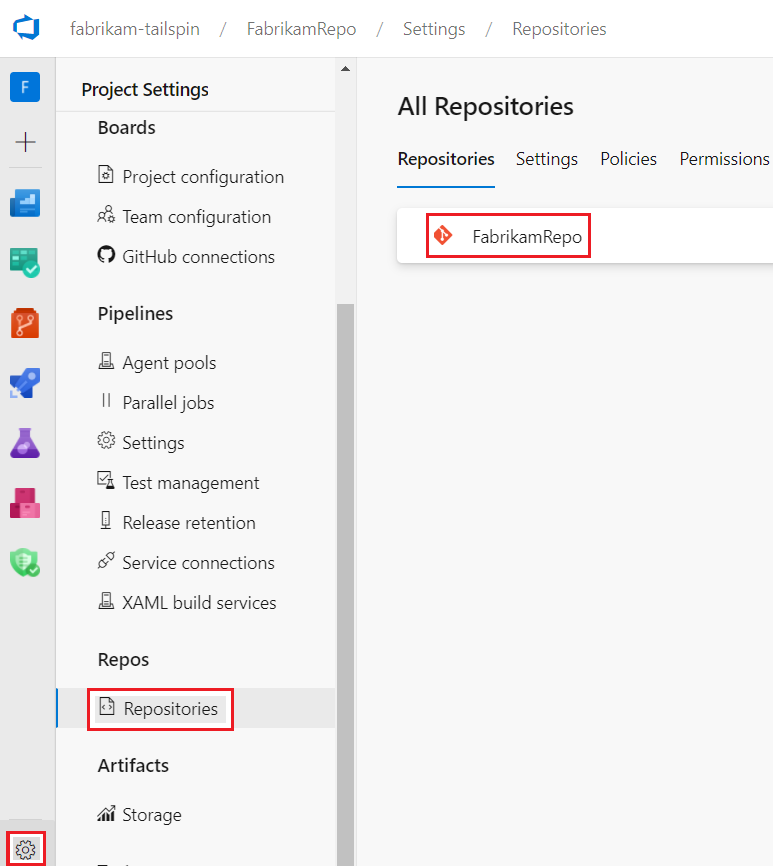 fabrikam-tailspin / FabrikamRepo / Settings / Repositories
F
Project Settings
Boards
Project configuration
Team configuration
GitHub connections
Pipelines
Agent pools
Parallel jobs
Settings
Test management
Release retention
Service connections
XAML build services
Repos
Repositories
Artifacts
Storage
All Repositories
Repositories Settings Policies Permissions
FabrikamRepo